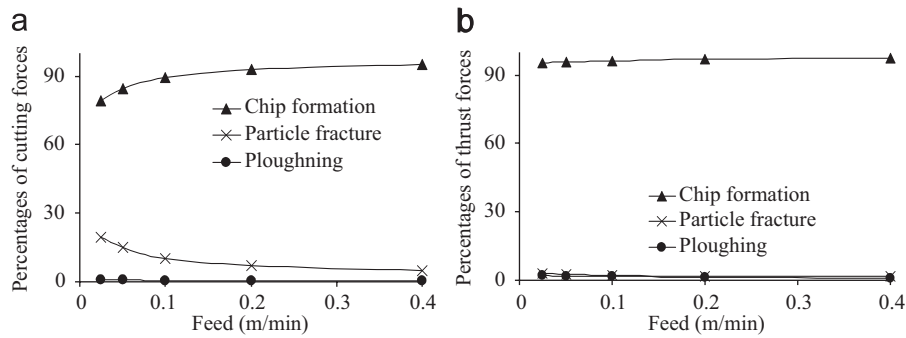 a
Percentages of cutting forces
90
60
30
0
Chip formation
Particle fracture
Ploughning
0 0.1 0.2 0.3 0.4
Feed (m/min)
b
Percentages of thrust forces
90
60
30
0
Chip formation
Particle fracture
Ploughing
0 0.1 0.2 0.3 0.4
Feed (m/min)